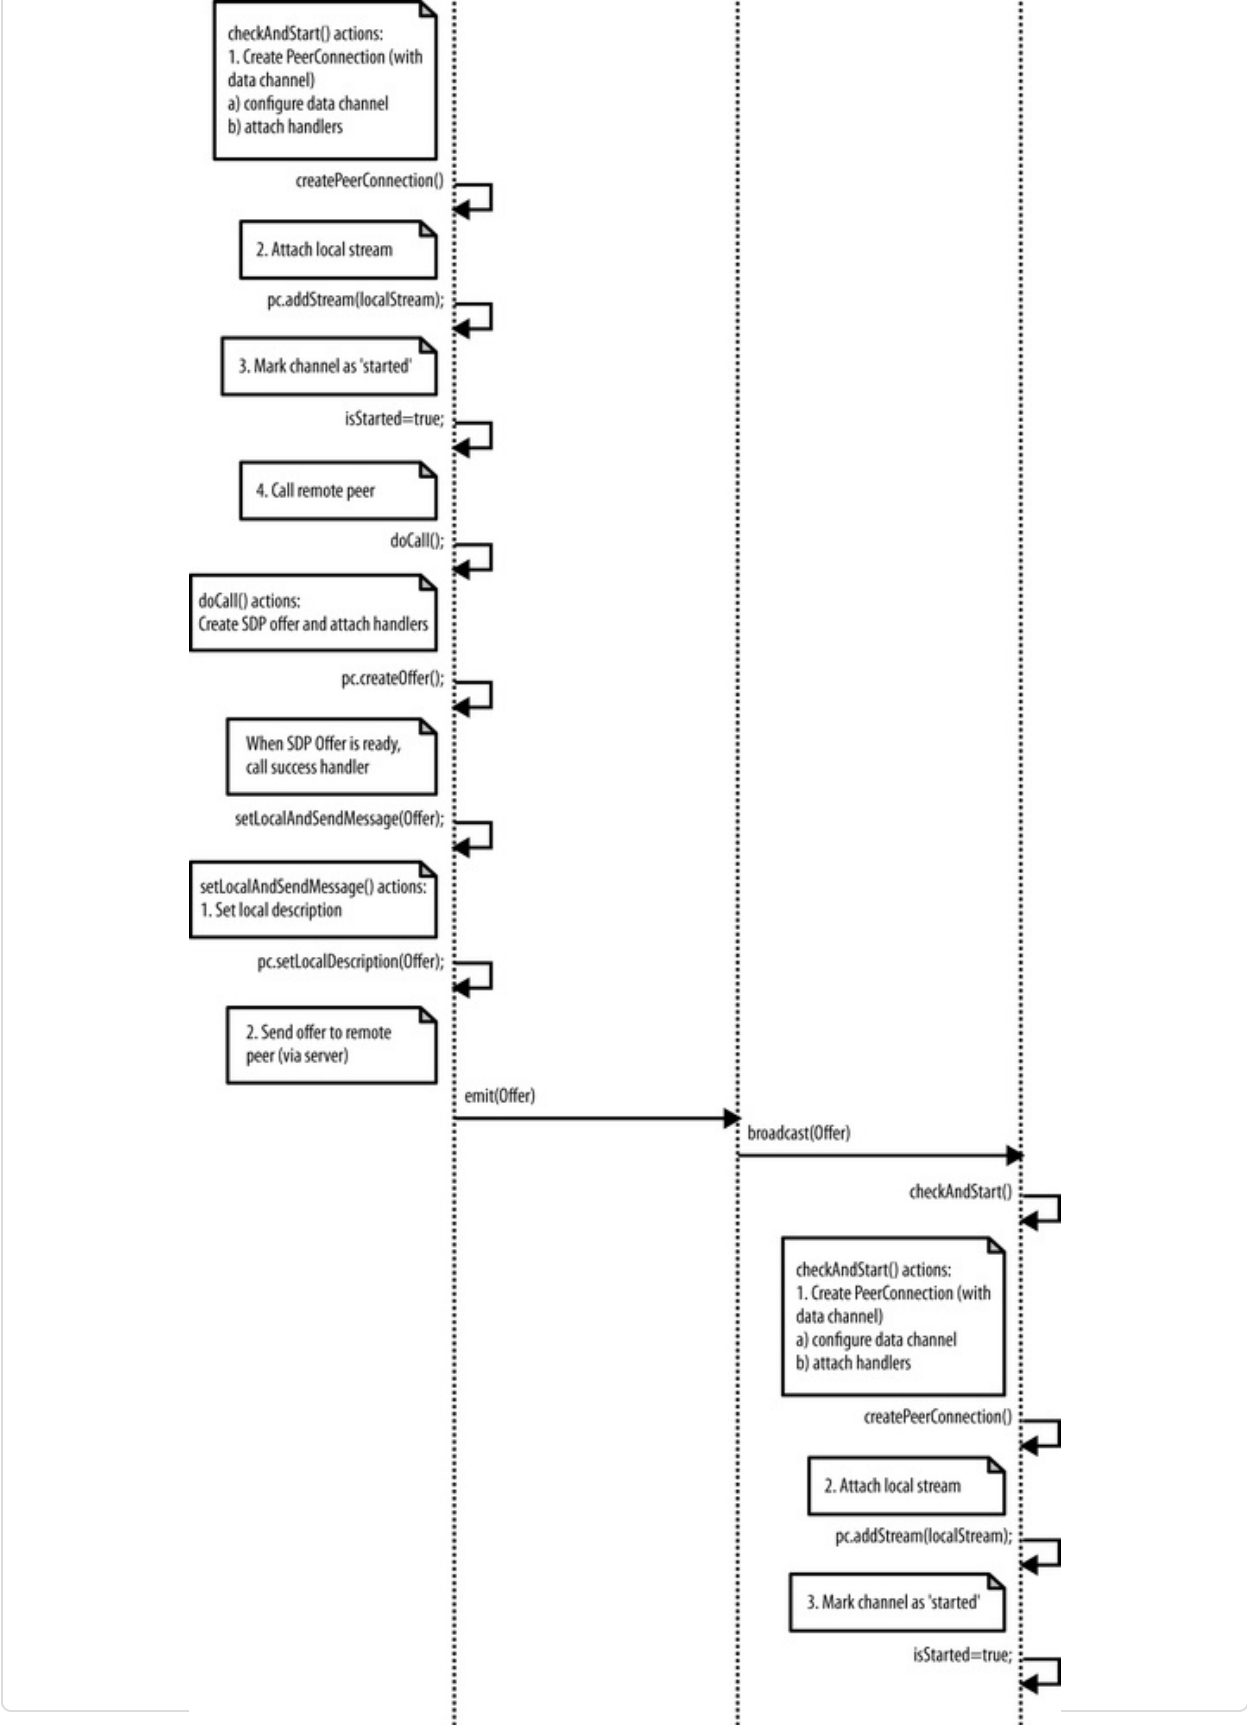 checkAndStart() actions:
1. Create PeerConnection (with
data channel)
a) configure data channel
b) attach handlers
createPeerConnection()
2. Attach local stream
pc.addStream(localStream);
3. Mark channel as 'started'
isStarted=true;
4. Call remote peer
doCall();
doCall() actions:
Create SDP offer and attach handlers
pc.createOffer();
When SDP Offer is ready,
call success handler
setLocalAndSendMessage(Offer);
setLocalAndSendMessage() actions:
1. Set local description
pc.setLocalDescription(Offer);
2. Send offer to remote
peer (via server)
emit(Offer)
broadcast(Offer)
checkAndStart()
checkAndStart() actions:
1. Create PeerConnection (with
data channel)
a) configure data channel
b) attach handlers
createPeerConnection()
2. Attach local stream
pc.addStream(localStream);
3. Mark channel as 'started'
isStarted=true;